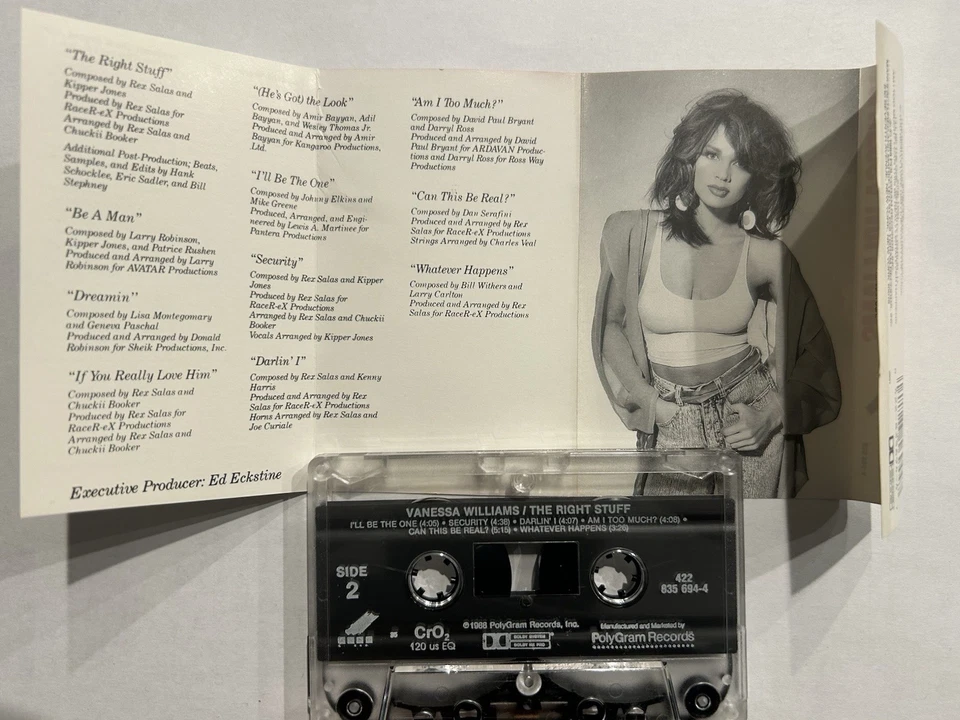 "The Right Stuff"
Composed by Rex Salas and
Kipper Jones
Produced by Rex Salas for
RaceR-eX Productions
Arranged by Rex Salas and
Chuckii Booker
Additional Post-Production; Beats,
Samples, and Edits by Hank
Schocklee, Eric Sadler, and Bill
Stephney
"Be A Man"
Composed by Larry Robinson,
Kipper Jones, and Patrice Rushen
Produced and Arranged by Larry
Robinson for AVATAR Productions
"Dreamin'"
Composed by Lisa Montegomary
and Geneva Paschal
Produced and Arranged by Donald
Robinson for Sheik Productions, Inc.
"If You Really Love Him"
Composed by Rex Salas and
Chuckii Booker
Produced by Rex Salas for
RaceR-eX Productions
Arranged by Rex Salas and
Chuckii Booker
Executive Producer: Ed Eckstine
"(He's Got) the Look"
Composed by Amir Bayyan, Adil
Bayyan, and Wesley Thomas Jr.
Produced and Arranged by Amir
Bayyan for Kangaroo Productions,
Ltd.
"I'll Be The One"
Composed by Johnny Elkins and
Mike Greene
Produced, Arranged, and Engi-
neered by Lewis A. Martinee for
Pantera Productions
"Security"
Composed by Rex Salas and Kipper
Jones
Produced by Rex Salas for
RaceR-eX Productions
Arranged by Rex Salas and Chuckii
Booker
Vocals Arranged by Kipper Jones
"Darlin' I"
Composed by Rex Salas and Kenny
Harris
Produced and Arranged by Rex
Salas for RaceR-eX Productions
Horns Arranged by Rex Salas and
Joe Curiale
"Am I Too Much?"
Composed by David Paul Bryant
and Darryl Ross
Produced and Arranged by David
Paul Bryant for ARDAVAN Produc-
tions and Darryl Ross for Ross Way
Productions
"Can This Be Real?"
Composed by Dan Serafini
Produced and Arranged by Rex
Salas for RaceR-eX Productions
Strings Arranged by Charles Veal
"Whatever Happens"
Composed by Bill Withers and
Larry Carlton
Produced and Arranged by Rex
Salas for RaceR-eX Productions
VANESSA WILLIAMS / THE RIGHT STUFF
I'LL BE THE ONE (4:05) • SECURITY (4:38) • DARLIN' I (4:07) • AM I TOO MUCH? (4:08) •
CAN THIS BE REAL? (5:15) • WHATEVER HAPPENS (3:26)
SIDE
2
422
835 694-4
CrO2
120 us EQ
©1988 PolyGram Records, Inc.
DOLBY SYSTEM
DOLBY HX PRO
Manufactured and Marketed by
PolyGram Records